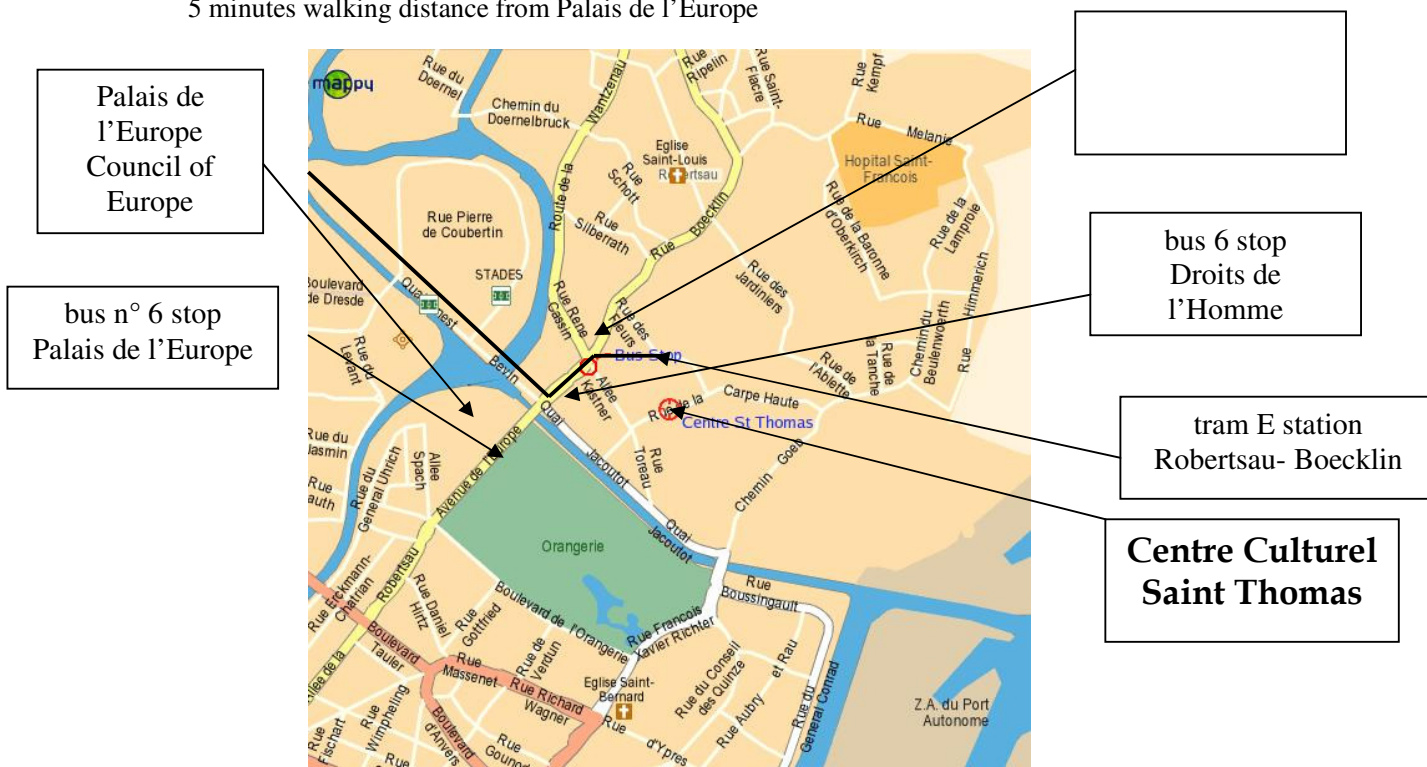 5 minutes walking distance from Palais de l’Europe
Palais de
l’Europe
Council of
Europe
bus n° 6 stop
Palais de l’Europe
bus 6 stop
Droits de
l’Homme
tram E station
Robertsau- Boecklin
Centre Culturel
Saint Thomas
mappy
Rue du
Doernel
Chemin du
Doernelbruck
Route de la
Wantzenau
Rue
Ripelin
Rue Saint-
Fiacre
Rue
Kempf
Rue Melanie
Eglise
Saint-Louis
Robertsau
Hopital Saint-
Francois
Rue
Schott
Rue
Silberrath
Rue Boecklin
Rue de la Baronne
d'Oberkirch
Rue de la
Lamproie
Rue Himmerich
Rue Pierre
de Coubertin
STADES
Boulevard
de Dresde
Quai Ernest
Bevin
Rue du
Levant
Rue Rene
Cassin
Rue des
Fleurs
Rue des
Jardiniers
Bus Stop
Allee
Kastner
Rue de la Carpe Haute
Centre St Thomas
Rue de
l'Ablette
Rue de
la Tanche
Chemin du
Beulenwoerth
Rue
Toreau
Chemin Goeb
Quai
Jacoutot
Quai
Jacoutot
Rue du
Jasmin
Rue
auth
Rue du
General Uhrich
Allee
Spach
Avenue de l'Europe
Orangerie
Rue
Boussingault
Rue Erckmann-
Chatrian
Allee de la Robertsau
Rue Daniel
Hirtz
Rue
Gottfried
Boulevard de l'Orangerie
Rue Francois
Xavier Richter
Boulevard
Tauler
Rue
Massenet
Rue de
Verdun
Rue Richard
Wagner
Eglise Saint-
Bernard
Rue du Conseil
des Quinze
Rue Aubry et Rau
Rue du
General Conrad
Z.A. du Port
Autonome
Rue
Fischart
Rue
Wimpheling
Boulevard
d'Anvers
Rue
Gounod
Rue
d'Ypres
Rue